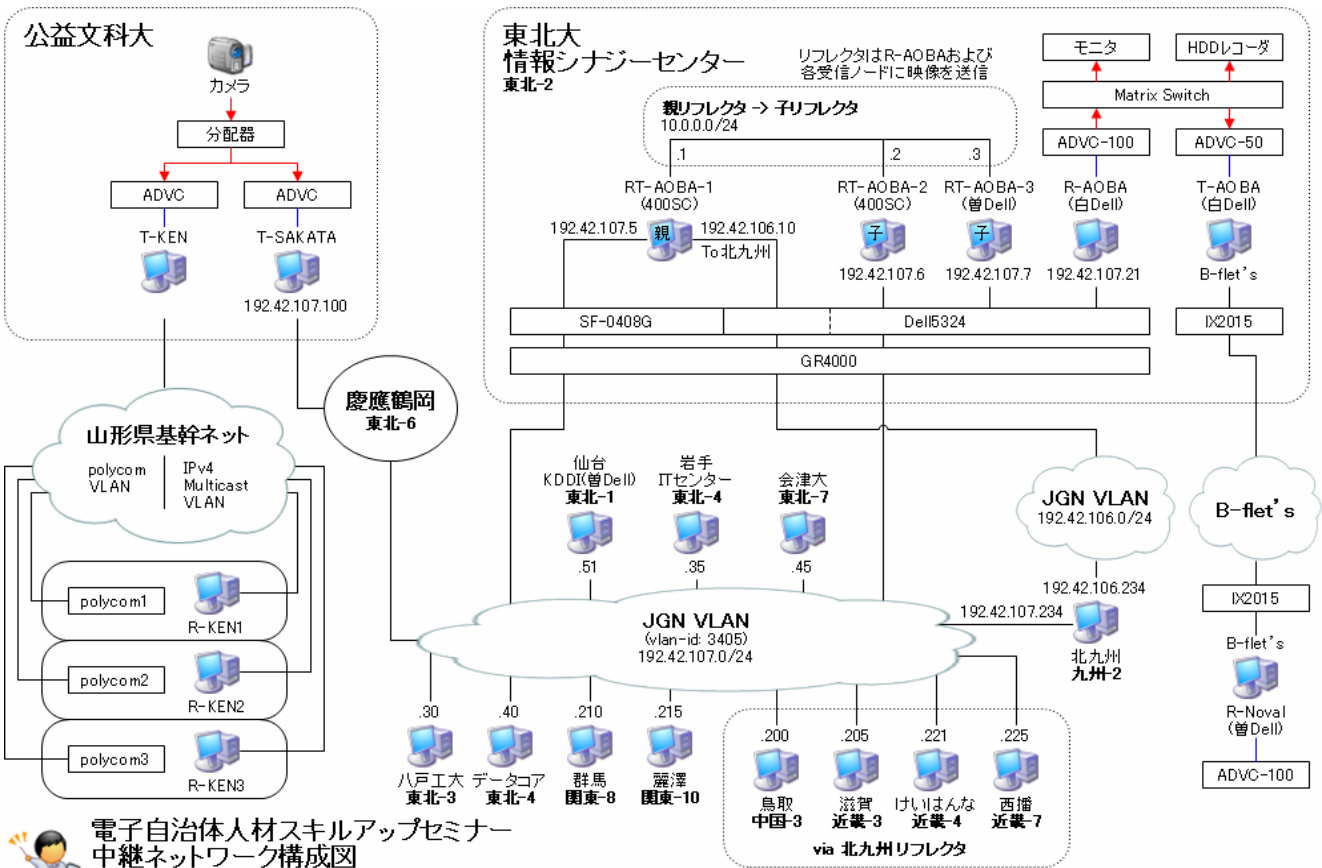 公益文科大
カメラ
分配器
ADVC
ADVC
T-KEN
T-SAKATA
192.42.107.100
東北大
情報シナジーセンター
東北-2
リフレクタはR-AOBAおよび
各受信ノードに映像を送信
親リフレクタ -> 子リフレクタ
10.0.0.0/24
.1
.2
.3
モニタ
HDDレコーダ
Matrix Switch
ADVC-100
ADVC-50
RT-AOBA-1
(400SC)
RT-AOBA-2
(400SC)
RT-AOBA-3
(曽Dell)
R-AOBA
(白Dell)
T-AOBA
(白Dell)
192.42.107.5
親
192.42.106.10
To北九州
子
子
192.42.107.6
192.42.107.7
192.42.107.21
B-flet's
SF-0408G
Dell5324
IX2015
GR4000
慶應鶴岡
東北-6
山形県基幹ネット
polycom
VLAN
IPv4
Multicast
VLAN
polycom1
R-KEN1
polycom2
R-KEN2
polycom3
R-KEN3
仙台
KDDI(曽Dell)
東北-1
.51
岩手
ITセンター
東北-4
.35
会津大
東北-7
.45
JGN VLAN
192.42.106.0/24
B-flet's
192.42.106.234
192.42.107.234
北九州
九州-2
IX2015
B-flet's
R-Noval
(曽Dell)
ADVC-100
JGN VLAN
(vlan-id: 3405)
192.42.107.0/24
.30
八戸工大
東北-3
.40
データコア
東北-4
.210
群馬
関東-8
.215
麗澤
関東-10
.200
鳥取
中国-3
.205
滋賀
近畿-3
.221
けいはんな
近畿-4
.225
西播
近畿-7
via 北九州リフレクタ
電子自治体人材スキルアップセミナー
中継ネットワーク構成図